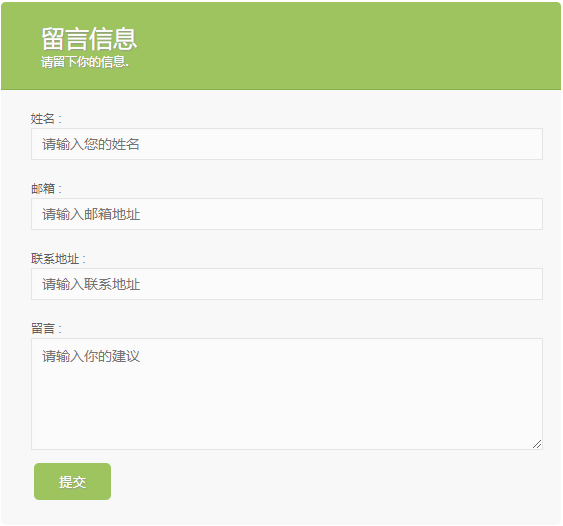 留言信息
请留下你的信息.
姓名 :
请输入您的姓名
邮箱 :
请输入邮箱地址
联系地址 :
请输入联系地址
留言 :
请输入你的建议
提交